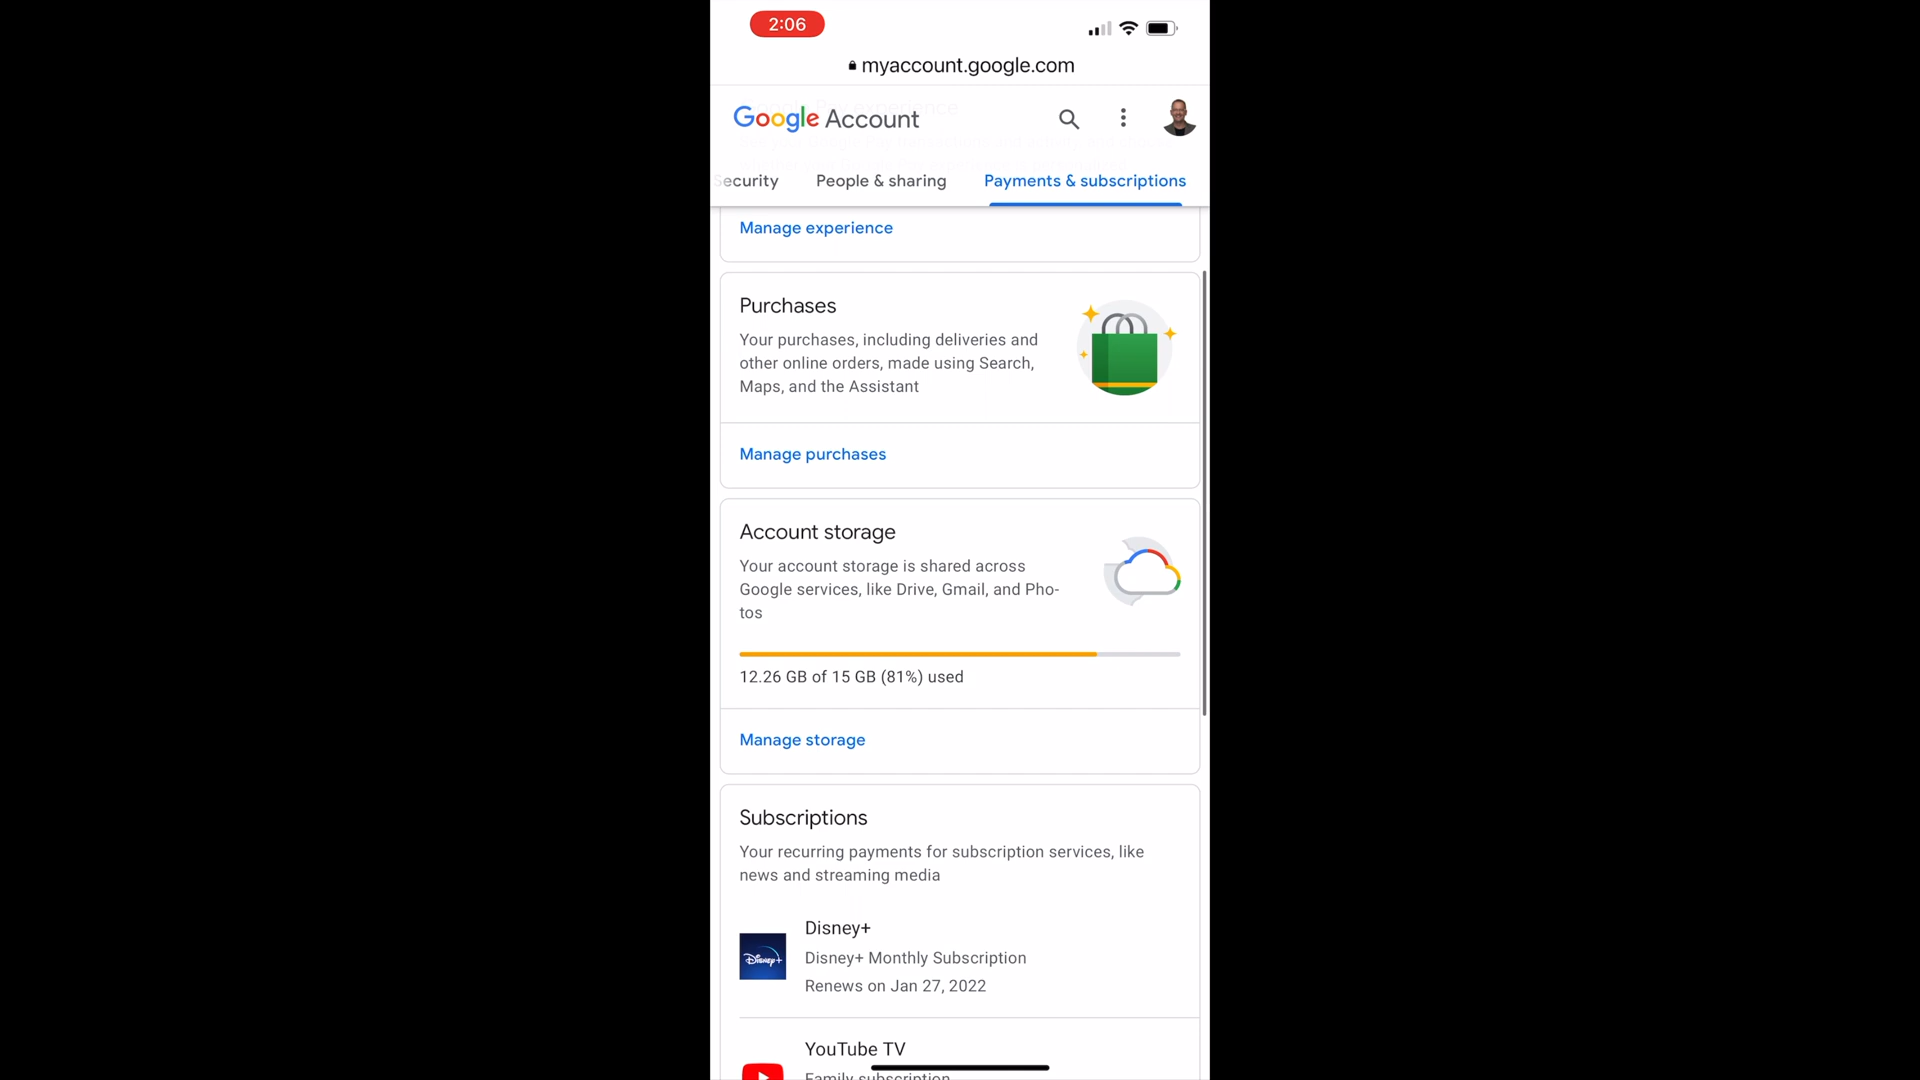 2:06
myaccount.google.com
Google Account
Security
People & sharing
Payments & subscriptions
Manage experience
Purchases
Your purchases, including deliveries and
other online orders, made using Search,
Maps, and the Assistant
Manage purchases
Account storage
Your account storage is shared across
Google services, like Drive, Gmail, and Pho-
tos
12.26 GB of 15 GB (81%) used
Manage storage
Subscriptions
Your recurring payments for subscription services, like
news and streaming media
Disney+
Disney+
Disney+ Monthly Subscription
Renews on Jan 27, 2022
YouTube TV
Family subscription